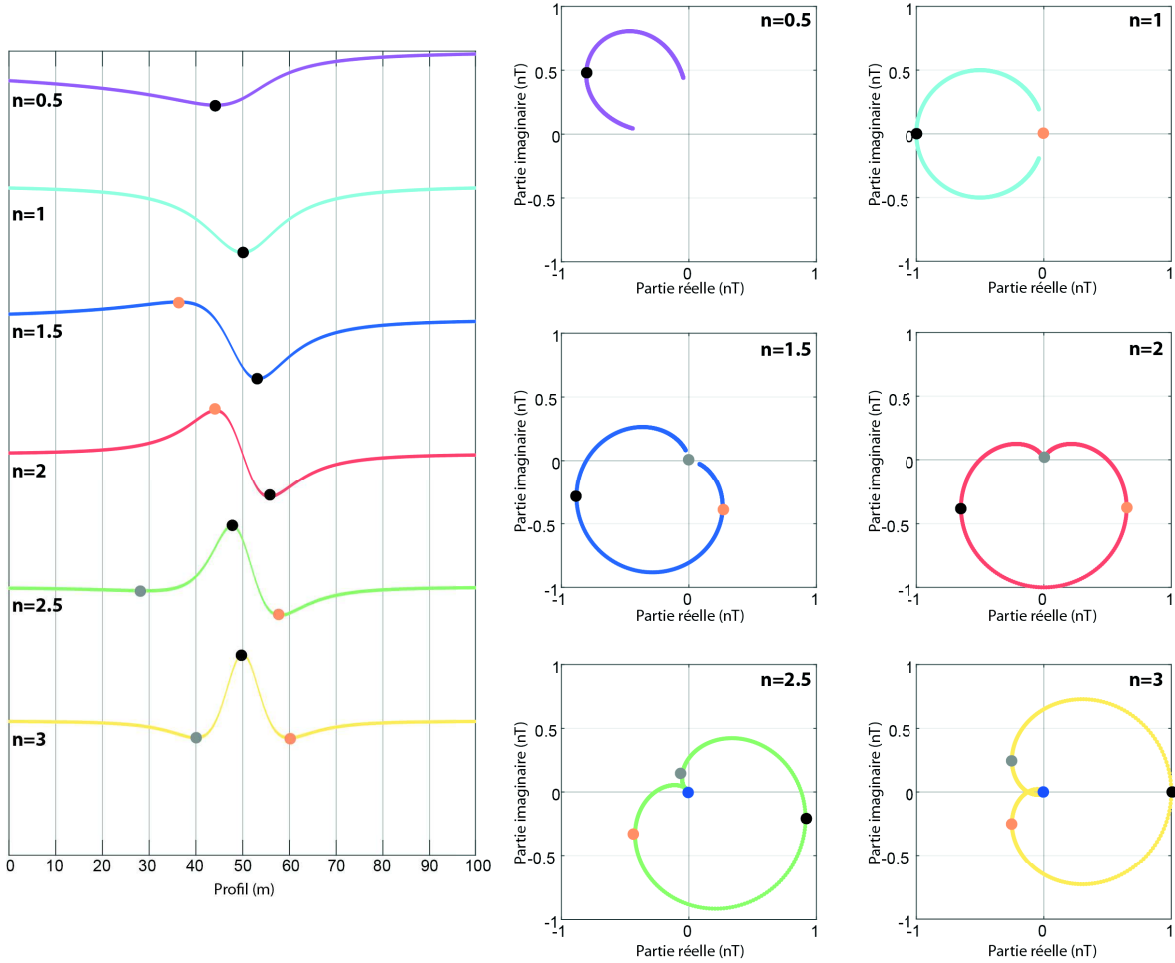 n=0.5
n=1
n=1.5
n=2
n=2.5
n=3
0 10 20 30 40 50 60 70 80 90 100
Profil (m)
n=0.5
1
0.5
0
-0.5
-1
-1 0 1
Partie imaginaire (nT)
Partie réelle (nT)
n=1
1
0.5
0
-0.5
-1
-1 0 1
Partie imaginaire (nT)
Partie réelle (nT)
n=1.5
1
0.5
0
-0.5
-1
-1 0 1
Partie imaginaire (nT)
Partie réelle (nT)
n=2
1
0.5
0
-0.5
-1
-1 0 1
Partie imaginaire (nT)
Partie réelle (nT)
n=2.5
1
0.5
0
-0.5
-1
-1 0 1
Partie imaginaire (nT)
Partie réelle (nT)
n=3
1
0.5
0
-0.5
-1
-1 0 1
Partie imaginaire (nT)
Partie réelle (nT)